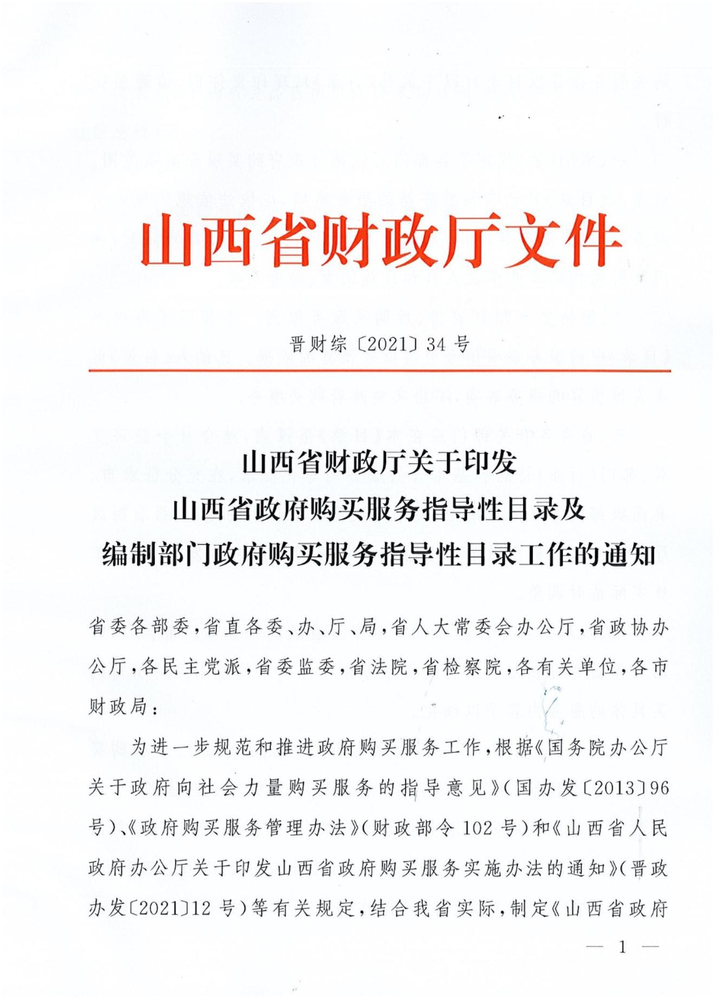 山西省财政厅文件
晋财综〔2021〕34号
山西省财政厅关于印发
山西省政府购买服务指导性目录及
编制部门政府购买服务指导性目录工作的通知
省委各部委,省直各委、办、厅、局,省人大常委会办公厅,省政协办
公厅,各民主党派,省委监委,省法院,省检察院,各有关单位,各市
财政局:
为进一步规范和推进政府购买服务工作,根据《国务院办公厅
关于政府向社会力量购买服务的指导意见》(国办发〔2013〕96
号)、《政府购买服务管理办法》(财政部令102号)和《山西省人民
政府办公厅关于印发山西省政府购买服务实施办法的通知》(晋政
办发〔2021〕12号)等有关规定,结合我省实际,制定《山西省政府
— 1 —